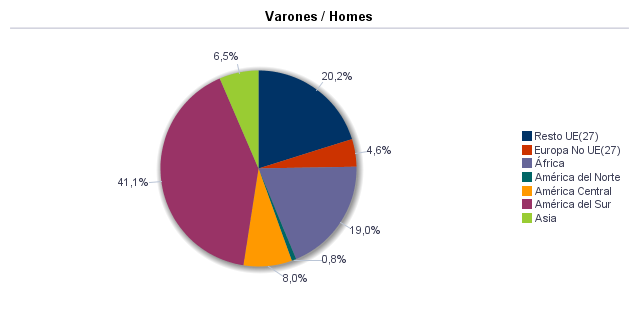 Varones / Homes
6,5%
20,2%
4,6%
41,1%
19,0%
0,8%
8,0%
Resto UE(27)
Europa No UE(27)
África
América del Norte
América Central
América del Sur
Asia